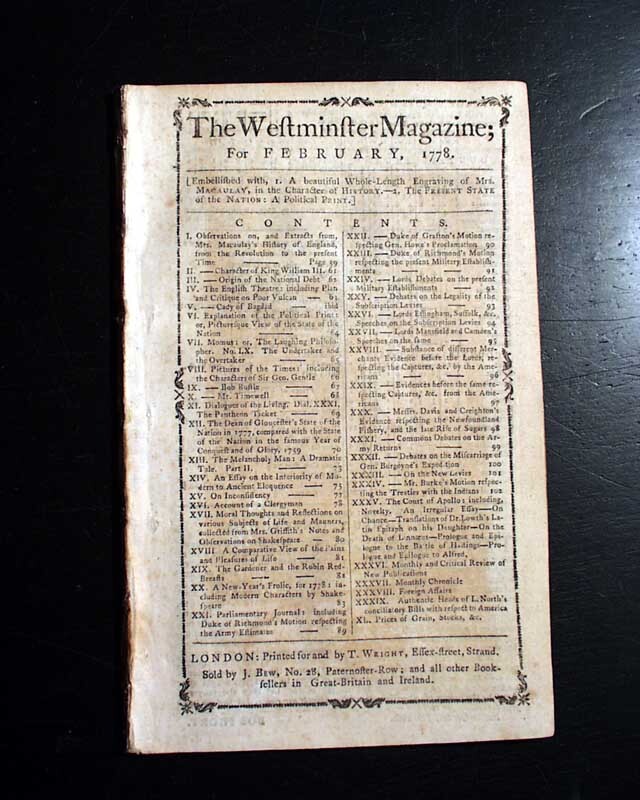 The Weſtminſter Magazine;
For FEBRUARY, 1778.
[Embelliſhed with, 1. A beautiful Whole-Length Engraving of Mrs.
MACAULAY, in the Character of HISTORY.—2. The PRESENT STATE
of the NATION: A Political PRINT.]
CONTENTS.
I. Obſervations on, and Extracts from,
Mrs. Macaulay's Hiſtory of England,
from the Revolution to the preſent
Time — Page 59
II. —Character of King William III. 61
III. —Origin of the National Debt 62
IV. The Engliſh Theatre: including Plan
and Critique on Poor Vulcan — 63
V. — Cady of Bagdad — ibid
VI. Explanation of the Political Print:
or, Pictureſque View of the State of the
Nation — 64
VII. Momus: or, The Laughing Philoſo-
pher. No. LX. The Undertaker and
the Overtaker — 65
VIII. Pictures of the Times: including
the Character of Sir Gen. Gentle 66
IX. — Bob Buſtle — 67
X. — Mr. Timewell — 68
XI. Dialogues of the Living. Dial. XXXI.
The Pantheon Ticket — 69
XII. The Dean of Glouceſter's State of the
Nation in 1777, compared with the State
of the Nation in the famous Year of
Conqueſt and of Glory, 1759 70
XIII. The Melancholy Man: A Dramatic
Tale. Part II. — 73
XIV. An Eſſay on the Inferiority of Mo-
dern to Ancient Eloquence — 75
XV. On Inconſiſtency — 77
XVI. Account of a Clergyman 78
XVII. Moral Thoughts and Reflections on
various Subjects of Life and Manners,
collected from Mrs. Griffith's Notes and
Obſervations on Shakeſpeare — 80
XVIII. A Comparative View of the Pains
and Pleaſures of Life — 81
XIX. The Gardener and the Robin Red-
Breaſts — 82
XX. A New-Year's Frolic, for 1778: in-
cluding Modern Characters by Shake-
ſpeare — 83
XXI. Parliamentary Journal: including
Duke of Richmond's Motion reſpecting
the Army Eſtimates — 89
XXII. — Duke of Grafton's Motion re-
ſpecting Gen. Howe's Proclamation 90
XXIII. — Duke of Richmond's Motion
reſpecting the preſent Military Eſtabliſh-
ments — 91
XXIV. — Lords Debates on the preſent
Military Eſtabliſhments 92
XXV. — Debates on the Legality of the
Subſcription Levies — 93
XXVI. — Lords Effingham, Suffolk, &c.
Speeches on the Subſcription Levies 94
XXVII. — Lords Mansfield and Camden's
Speeches on the ſame — 95
XXVIII. — Subſtance of different Mer-
chants Evidence before the Lords, re-
ſpecting the Captures, &c. by the Ame-
ricans — 96
XXIX. — Evidences before the ſame re-
ſpecting Captures, &c. from the Ame-
ricans — 97
XXX. — Meſſrs. Davis and Creighton's
Evidence reſpecting the Newfoundland
Fiſhery, and the late Riſe of Sugars 98
XXXI. — Commons Debates on the Ar-
my Returns — 99
XXXII. — Debates on the Miſcarriage of
Gen. Burgoyne's Expedition 100
XXXIII. — On the New Levies 101
XXXIV. — Mr. Burke's Motion reſpec-
ting the Treaties with the Indians 102
XXXV. The Court of Apollo: including,
Novelty. An Irregular Eſſay—On
Chance—Tranſlations of Dr. Lowth's La-
tin Epitaph on his Daughter—On the
Death of Linnæus—Prologue and Epi-
logue to the Battle of Haſtings—Pro-
logue and Epilogue to Alfred,
XXXVI. Monthly and Critical Review of
New Publications
XXXVII. Monthly Chronicle
XXXVIII. Foreign Affairs
XXXIX. Authentic Heads of L. North's
conciliatory Bills with reſpect to America
XL. Prices of Grain, Stocks, &c.
LONDON: Printed for and by T. WRIGHT, Eſſex-ſtreet, Strand.
Sold by J. BEW, No. 28, Paternoſter-Row; and all other Book-
ſellers in Great-Britain and Ireland.